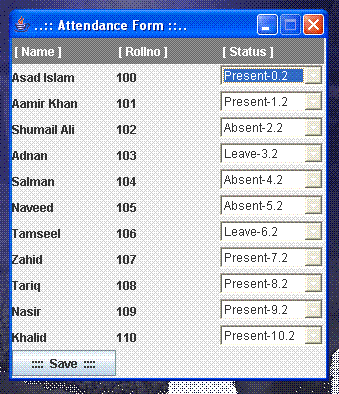 ..:: Attendance Form ::..
[ Name ] [ Rollno ] [ Status ]
Asad Islam 100 Present-0.2
Aamir Khan 101 Present-1.2
Shumail Ali 102 Absent-2.2
Adnan 103 Leave-3.2
Salman 104 Absent-4.2
Naveed 105 Absent-5.2
Tamseel 106 Leave-6.2
Zahid 107 Present-7.2
Tariq 108 Present-8.2
Nasir 109 Present-9.2
Khalid 110 Present-10.2
:::: Save ::::